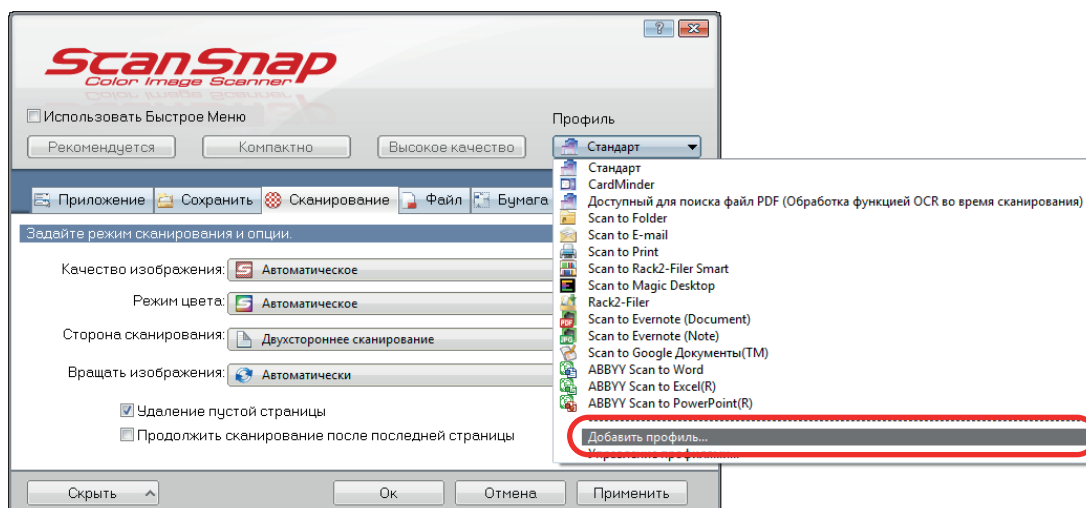 ScanSnap
Color Image Scanner
Использовать Быстрое Меню
Профиль
Рекомендуется
Компактно
Высокое качество
Стандарт
Стандарт
CardMinder
Доступный для поиска файл PDF (Обработка функцией OCR во время сканирования)
Scan to Folder
Scan to E-mail
Scan to Print
Scan to Rack2-Filer Smart
Scan to Magic Desktop
Rack2-Filer
Scan to Evernote (Document)
Scan to Evernote (Note)
Scan to Google Документы(TM)
ABBYY Scan to Word
ABBYY Scan to Excel(R)
ABBYY Scan to PowerPoint(R)
Добавить профиль...
Управление профилями...
Приложение
Сохранить
Сканирование
Файл
Бумага
Задайте режим сканирования и опции.
Качество изображения: Автоматическое
Режим цвета: Автоматическое
Сторона сканирования: Двухстороннее сканирование
Вращать изображения: Автоматически
Удаление пустой страницы
Продолжить сканирование после последней страницы
Скрыть
Ок
Отмена
Применить